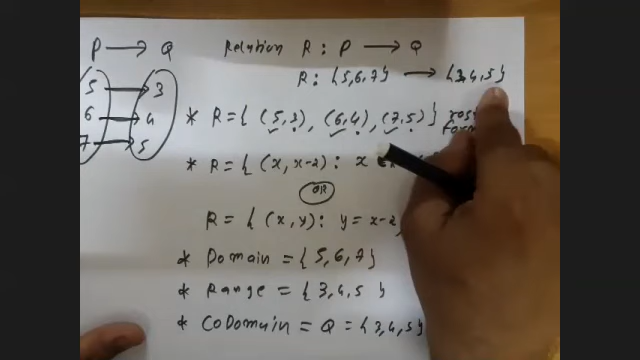 P → Q
Relation R : P → Q
5 → 3
6 → 4
7 → 5
R : {5,6,7} → {3,4,5}
* R = { (5,3), (6,4), (7,5) }
* R = { (x, x-2) : x
OR
R = { (x,y) : y = x-2,
* Domain = {5,6,7}
* Range = {3,4,5}
* CoDomain = Q = {3,4,5}